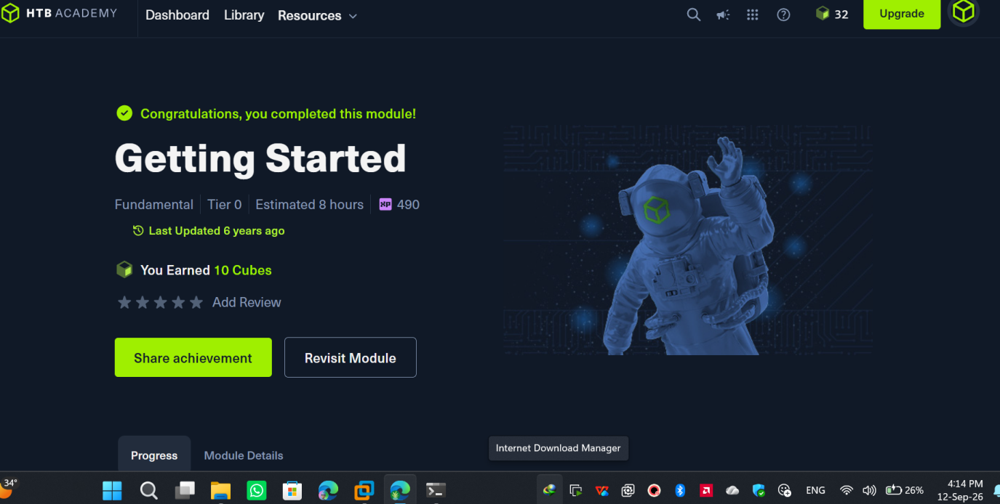 HTB ACADEMY Dashboard Library Resources 32 Upgrade
Congratulations, you completed this module!
Getting Started
Fundamental Tier 0 Estimated 8 hours XP 490
Last Updated 6 years ago
You Earned 10 Cubes
Add Review
Share achievement Revisit Module
Internet Download Manager
Progress Module Details
34° ENG 26% 4:14 PM
12-Sep-26